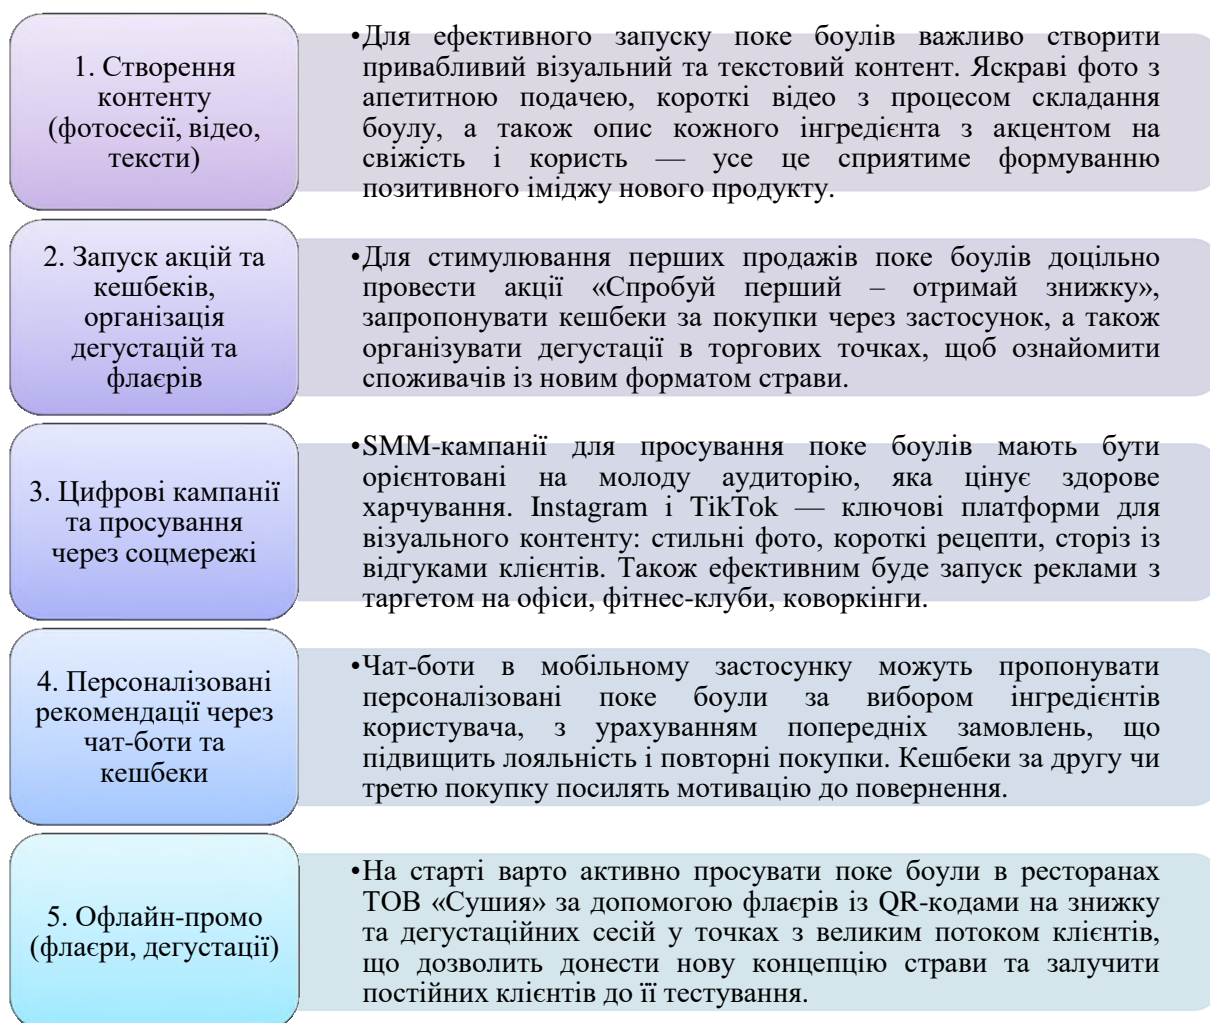 1. Створення
контенту
(фотосесії, відео,
тексти)
•Для ефективного запуску поке боулів важливо створити
привабливий візуальний та текстовий контент. Яскраві фото з
апетитною подачею, короткі відео з процесом складання
боулу, а також опис кожного інгредієнта з акцентом на
свіжість і користь — усе це сприятиме формуванню
позитивного іміджу нового продукту.
2. Запуск акцій та
кешбеків,
організація
дегустацій та
флаєрів
•Для стимулювання перших продажів поке боулів доцільно
провести акції «Спробуй перший – отримай знижку»,
запропонувати кешбеки за покупки через застосунок, а також
організувати дегустації в торгових точках, щоб ознайомити
споживачів із новим форматом страви.
3. Цифрові кампанії
та просування
через соцмережі
•SMM-кампанії для просування поке боулів мають бути
орієнтовані на молоду аудиторію, яка цінує здорове
харчування. Instagram і TikTok — ключові платформи для
візуального контенту: стильні фото, короткі рецепти, сторіз із
відгуками клієнтів. Також ефективним буде запуск реклами з
таргетом на офіси, фітнес-клуби, коворкінги.
4. Персоналізовані
рекомендації через
чат-боти та
кешбеки
•Чат-боти в мобільному застосунку можуть пропонувати
персоналізовані поке боули за вибором інгредієнтів
користувача, з урахуванням попередніх замовлень, що
підвищить лояльність і повторні покупки. Кешбеки за другу чи
третю покупку посилять мотивацію до повернення.
5. Офлайн-промо
(флаєри, дегустації)
•На старті варто активно просувати поке боули в ресторанах
ТОВ «Сушия» за допомогою флаєрів із QR-кодами на знижку
та дегустаційних сесій у точках з великим потоком клієнтів,
що дозволить донести нову концепцію страви та залучити
постійних клієнтів до її тестування.